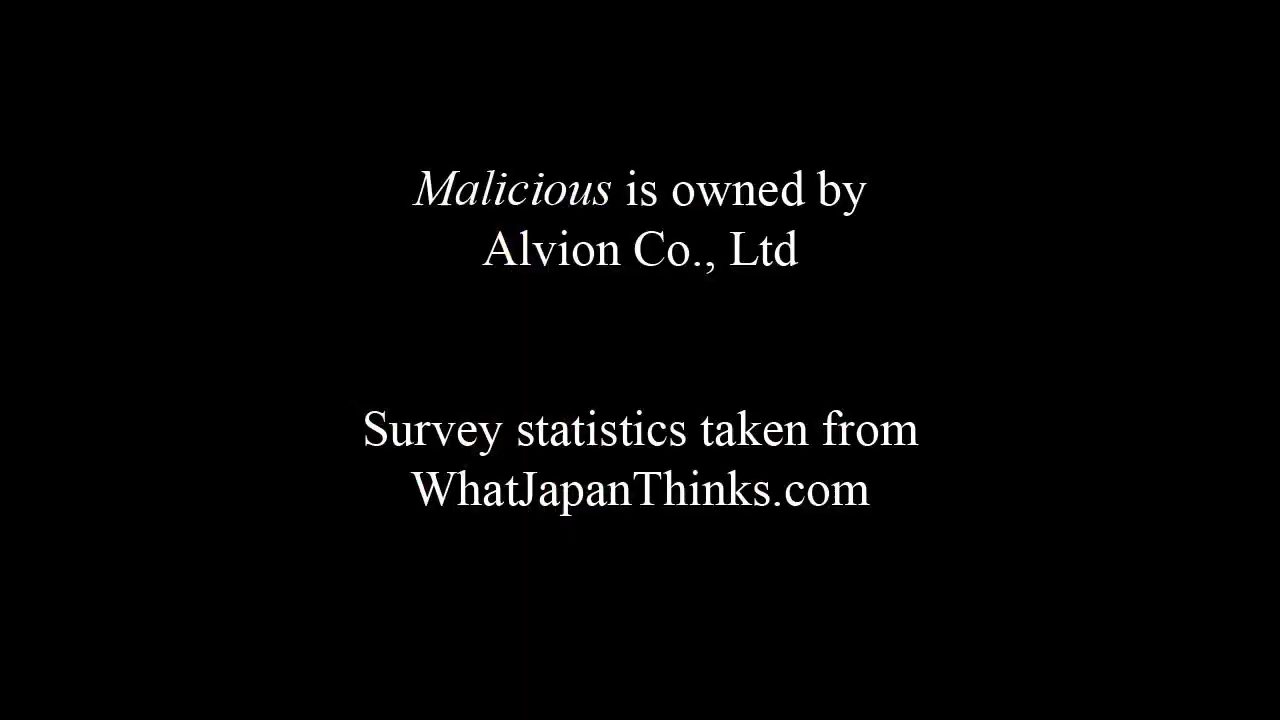 Malicious is owned by
Alvion Co., Ltd
Survey statistics taken from
WhatJapanThinks.com